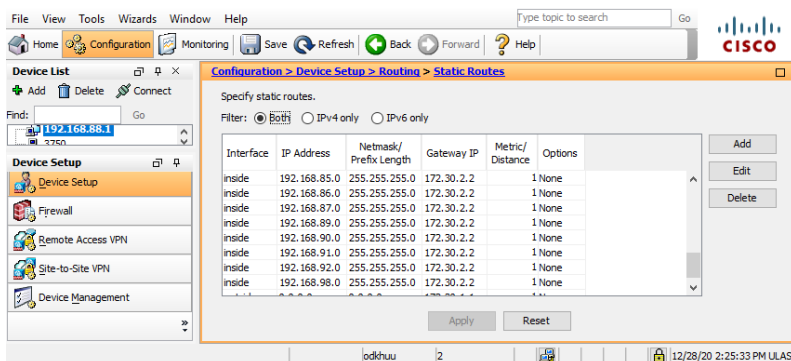 File View Tools Wizards Window Help Type topic to search Go
Home Configuration Monitoring Save Refresh Back Forward Help
CISCO
Device List
Add Delete Connect
Find: Go
192.168.88.1
3750
Device Setup
Device Setup
Firewall
Remote Access VPN
Site-to-Site VPN
Device Management
Configuration > Device Setup > Routing > Static Routes
Specify static routes.
Filter: Both IPv4 only IPv6 only
Interface IP Address Netmask/ Prefix Length Gateway IP Metric/ Distance Options
inside 192.168.85.0 255.255.255.0 172.30.2.2 1 None
inside 192.168.86.0 255.255.255.0 172.30.2.2 1 None
inside 192.168.87.0 255.255.255.0 172.30.2.2 1 None
inside 192.168.89.0 255.255.255.0 172.30.2.2 1 None
inside 192.168.90.0 255.255.255.0 172.30.2.2 1 None
inside 192.168.91.0 255.255.255.0 172.30.2.2 1 None
inside 192.168.92.0 255.255.255.0 172.30.2.2 1 None
inside 192.168.98.0 255.255.255.0 172.30.2.2 1 None
Add
Edit
Delete
Apply Reset
odkhuu 2 12/28/20 2:25:33 PM ULAS